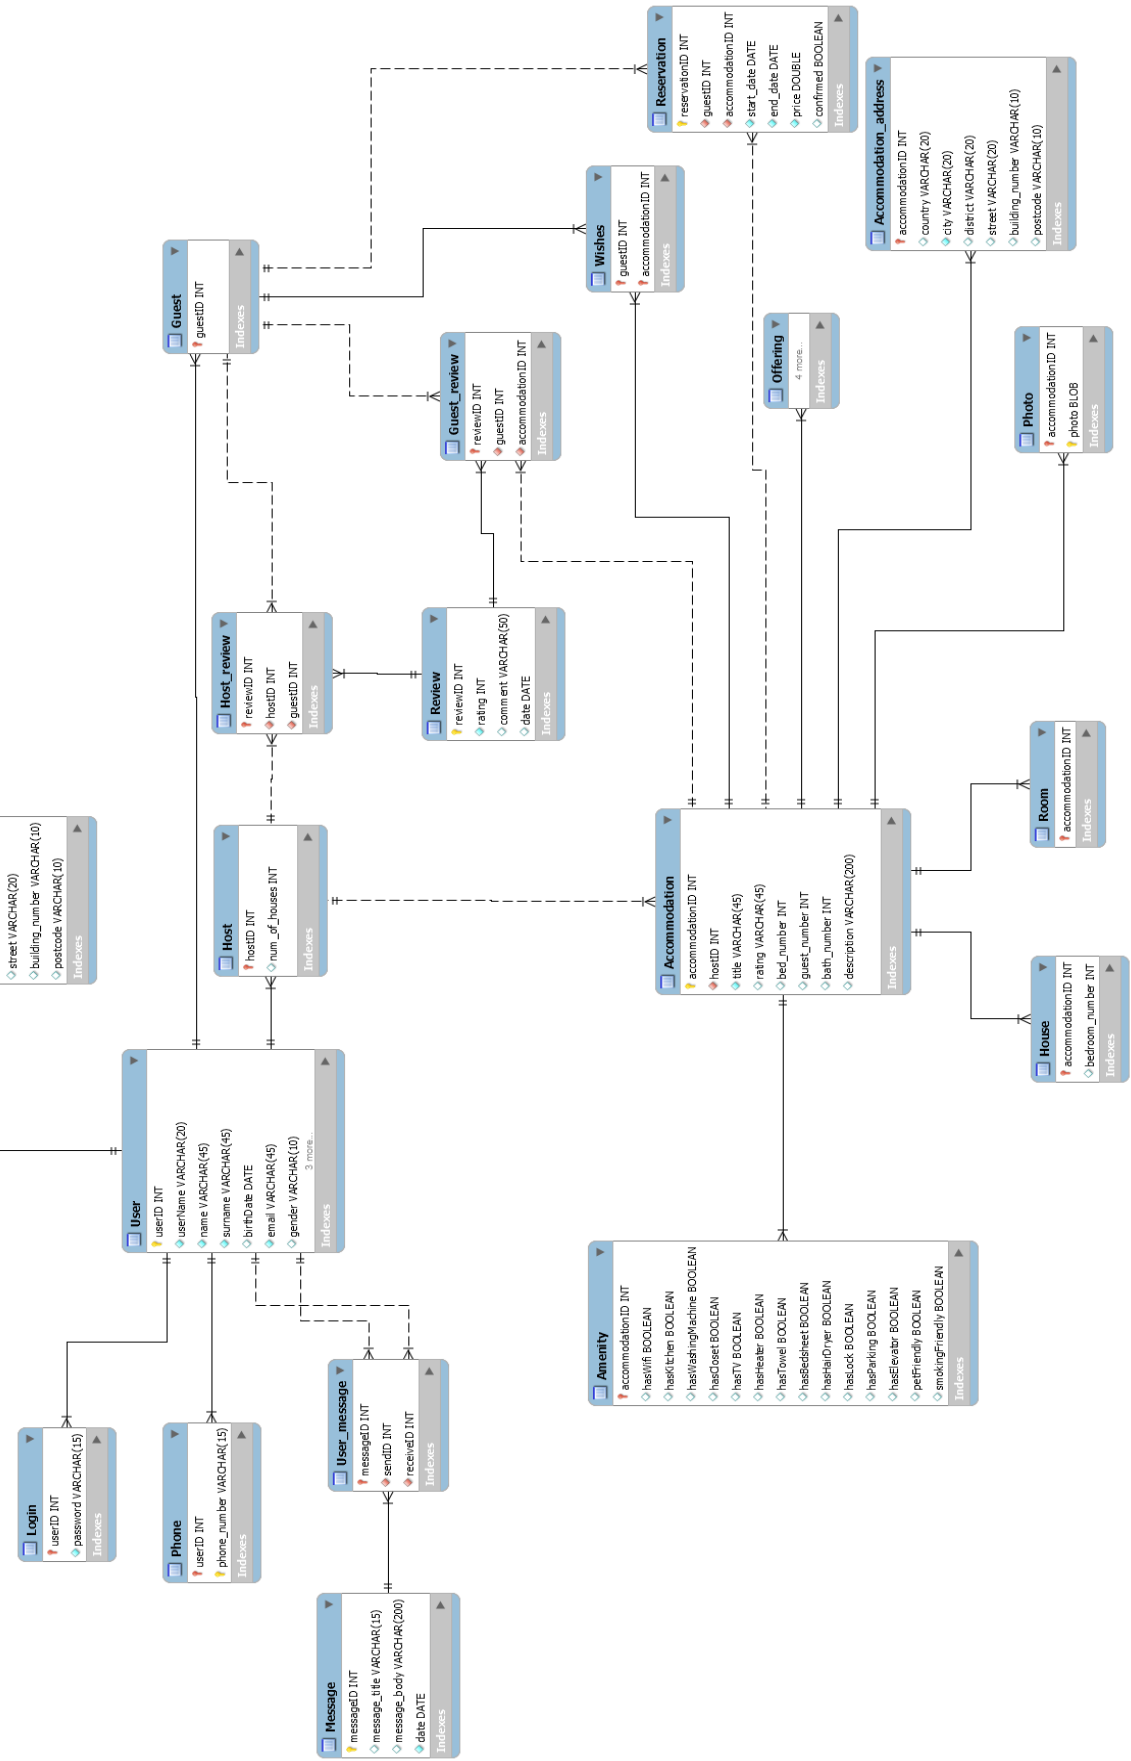 street VARCHAR(20)
building_number VARCHAR(10)
postcode VARCHAR(10)
Indexes
Login
userID INT
password VARCHAR(15)
Indexes
Phone
userID INT
phone_number VARCHAR(15)
Indexes
User
userID INT
userName VARCHAR(20)
name VARCHAR(45)
surname VARCHAR(45)
birthDate DATE
email VARCHAR(45)
gender VARCHAR(10)
3 more...
Indexes
Guest
guestID INT
Indexes
Host
hostID INT
num_of_houses INT
Indexes
Host_review
reviewID INT
hostID INT
guestID INT
Indexes
Message
messageID INT
message_title VARCHAR(15)
message_body VARCHAR(200)
date DATE
Indexes
User_message
messageID INT
sendID INT
receiveID INT
Indexes
Review
reviewID INT
rating INT
comment VARCHAR(50)
date DATE
Indexes
Guest_review
reviewID INT
guestID INT
accommodationID INT
Indexes
Wishes
guestID INT
accommodationID INT
Indexes
Reservation
reservationID INT
guestID INT
accommodationID INT
start_date DATE
end_date DATE
price DOUBLE
confirmed BOOLEAN
Indexes
Amenity
accommodationID INT
hasWifi BOOLEAN
hasKitchen BOOLEAN
hasWashingMachine BOOLEAN
hasCloset BOOLEAN
hasTV BOOLEAN
hasHeater BOOLEAN
hasTowel BOOLEAN
hasBedsheet BOOLEAN
hasHairDryer BOOLEAN
hasLock BOOLEAN
hasParking BOOLEAN
hasElevator BOOLEAN
petFriendly BOOLEAN
smokingFriendly BOOLEAN
Indexes
Accommodation
accommodationID INT
hostID INT
title VARCHAR(45)
rating VARCHAR(45)
bed_number INT
guest_number INT
bath_number INT
description VARCHAR(200)
Indexes
Offering
4 more...
Indexes
Accommodation_address
accommodationID INT
country VARCHAR(20)
city VARCHAR(20)
district VARCHAR(20)
street VARCHAR(20)
building_number VARCHAR(10)
postcode VARCHAR(10)
Indexes
Photo
accommodationID INT
photo BLOB
Indexes
House
accommodationID INT
bedroom_number INT
Indexes
Room
accommodationID INT
Indexes